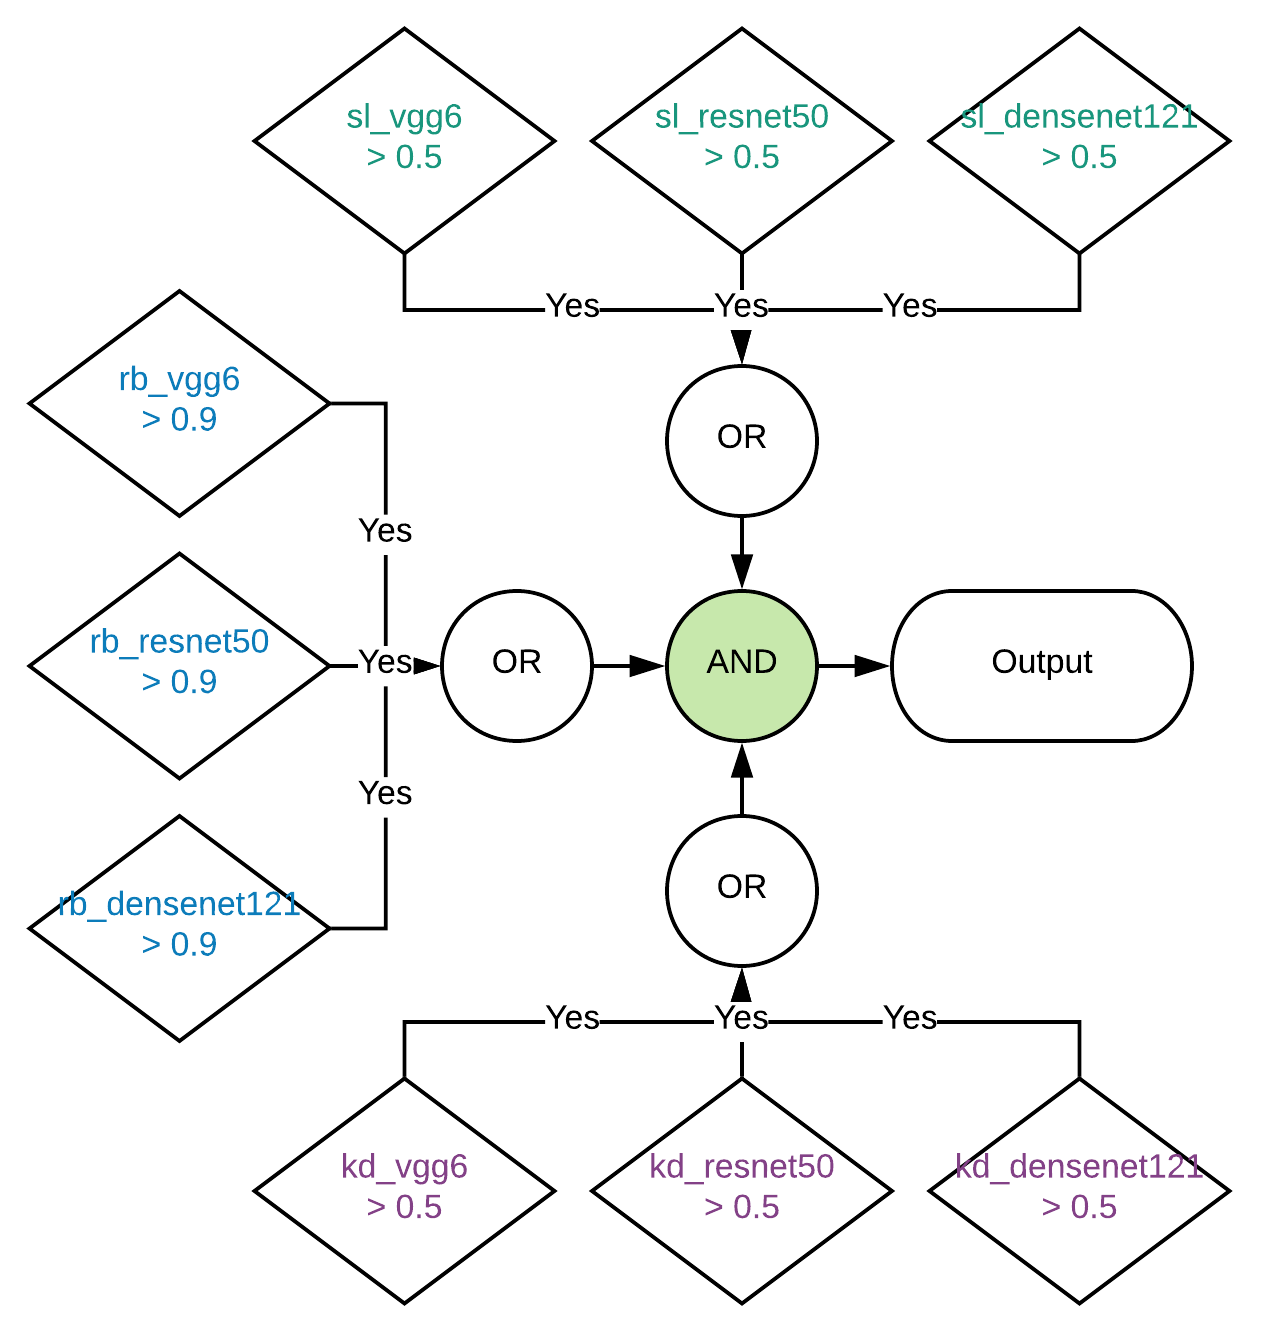 sl_vgg6
> 0.5
sl_resnet50
> 0.5
sl_densenet121
> 0.5
Yes
Yes
Yes
rb_vgg6
> 0.9
OR
Yes
rb_resnet50
> 0.9
Yes
OR
AND
Output
Yes
rb_densenet121
> 0.9
OR
Yes
Yes
Yes
kd_vgg6
> 0.5
kd_resnet50
> 0.5
kd_densenet121
> 0.5